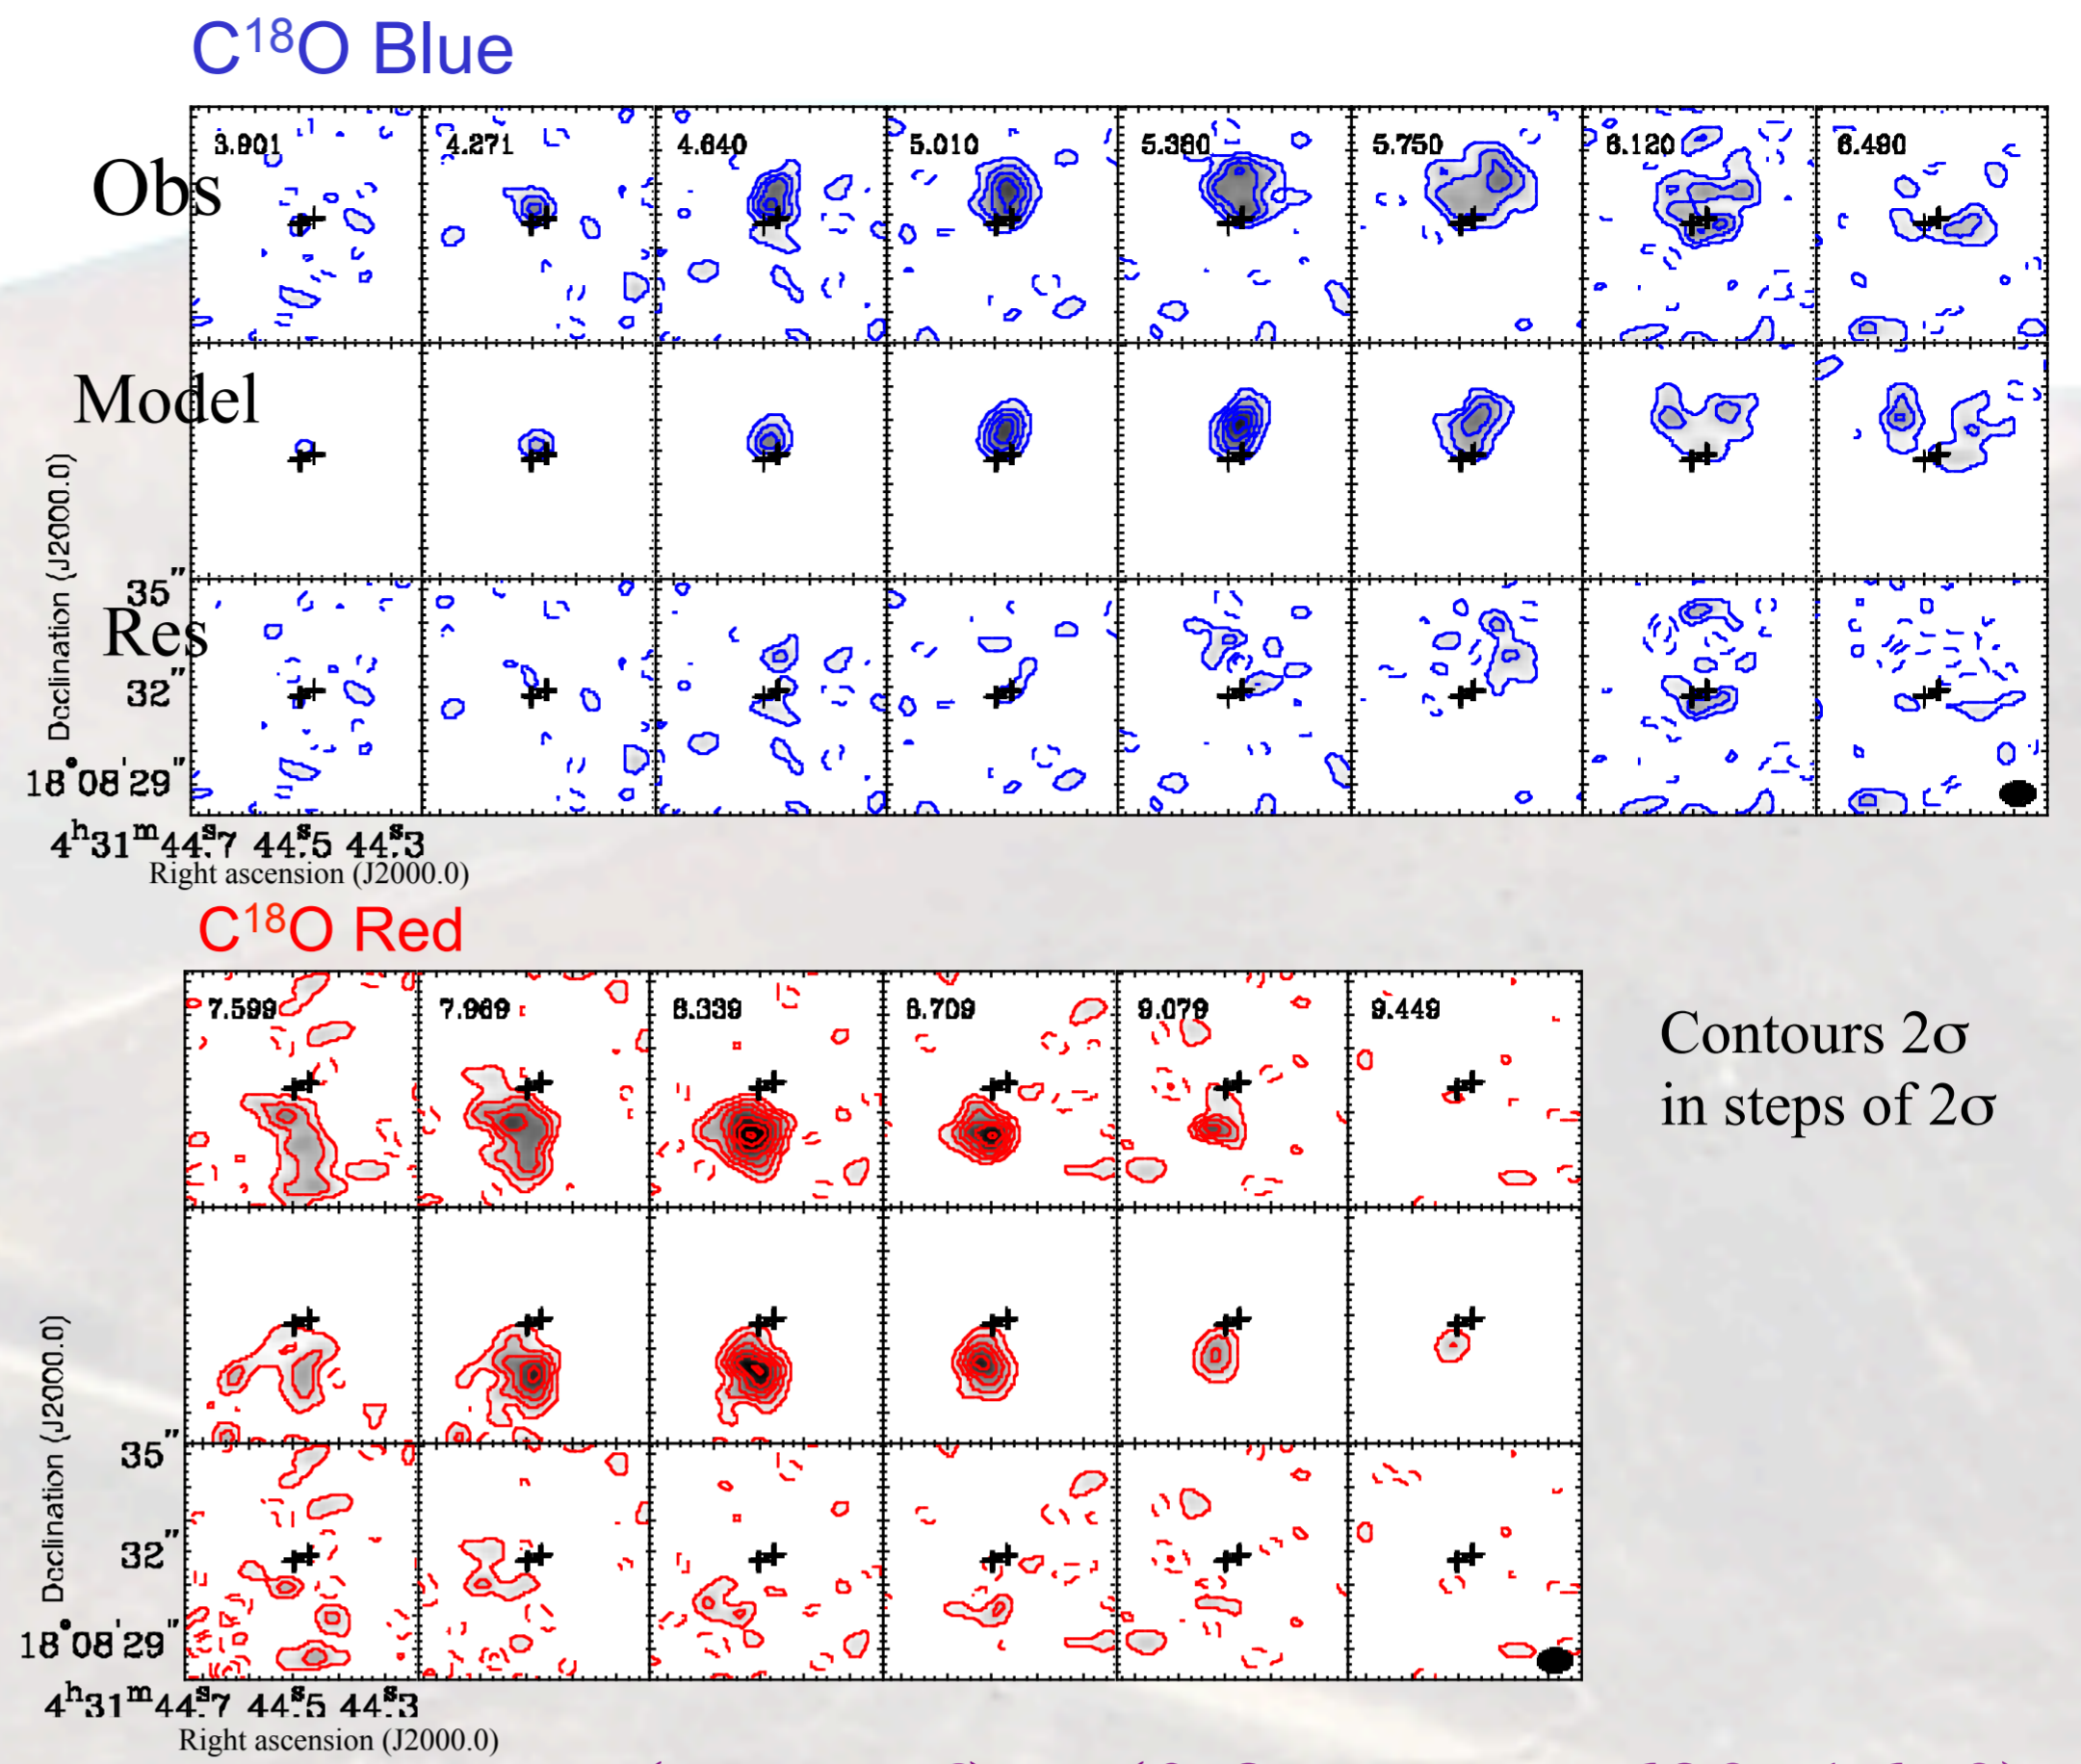 C18O Blue
Obs
3.901 4.271 4.640 5.010 5.380 5.750 6.120 6.490
Model
Res
Declination (J2000.0)
35"
32"
18°08'29"
4h31m44s.7 44s.5 44s.3
Right ascension (J2000.0)
C18O Red
7.599 7.969 8.339 8.709 9.079 9.449
Contours 2σ
in steps of 2σ
Declination (J2000.0)
35"
32"
18°08'29"
4h31m44s.7 44s.5 44s.3
Right ascension (J2000.0)